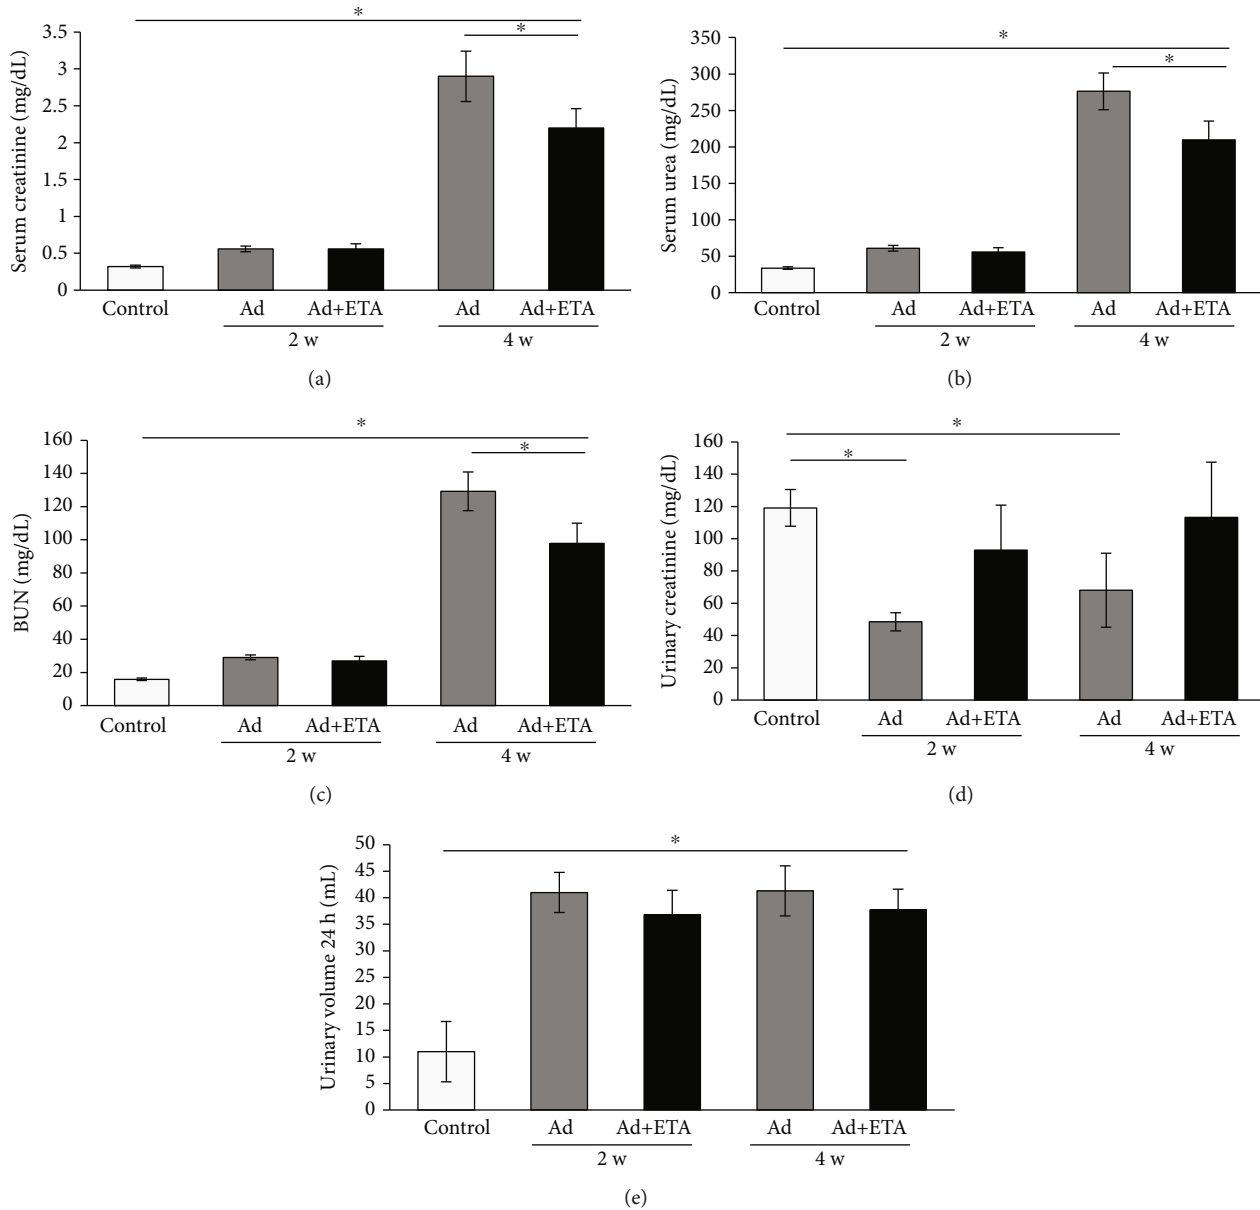 *
*
3.5
3
2.5
2
1.5
1
0.5
0
Serum creatinine (mg/dL)
Control Ad Ad+ETA Ad Ad+ETA
2 w 4 w
(a)
*
*
350
300
250
200
150
100
50
0
Serum urea (mg/dL)
Control Ad Ad+ETA Ad Ad+ETA
2 w 4 w
(b)
*
*
160
140
120
100
80
60
40
20
0
BUN (mg/dL)
Control Ad Ad+ETA Ad Ad+ETA
2 w 4 w
(c)
*
*
160
140
120
100
80
60
40
20
0
Urinary creatinine (mg/dL)
Control Ad Ad+ETA Ad Ad+ETA
2 w 4 w
(d)
*
50
45
40
35
30
25
20
15
10
5
0
Urinary volume 24 h (mL)
Control Ad Ad+ETA Ad Ad+ETA
2 w 4 w
(e)